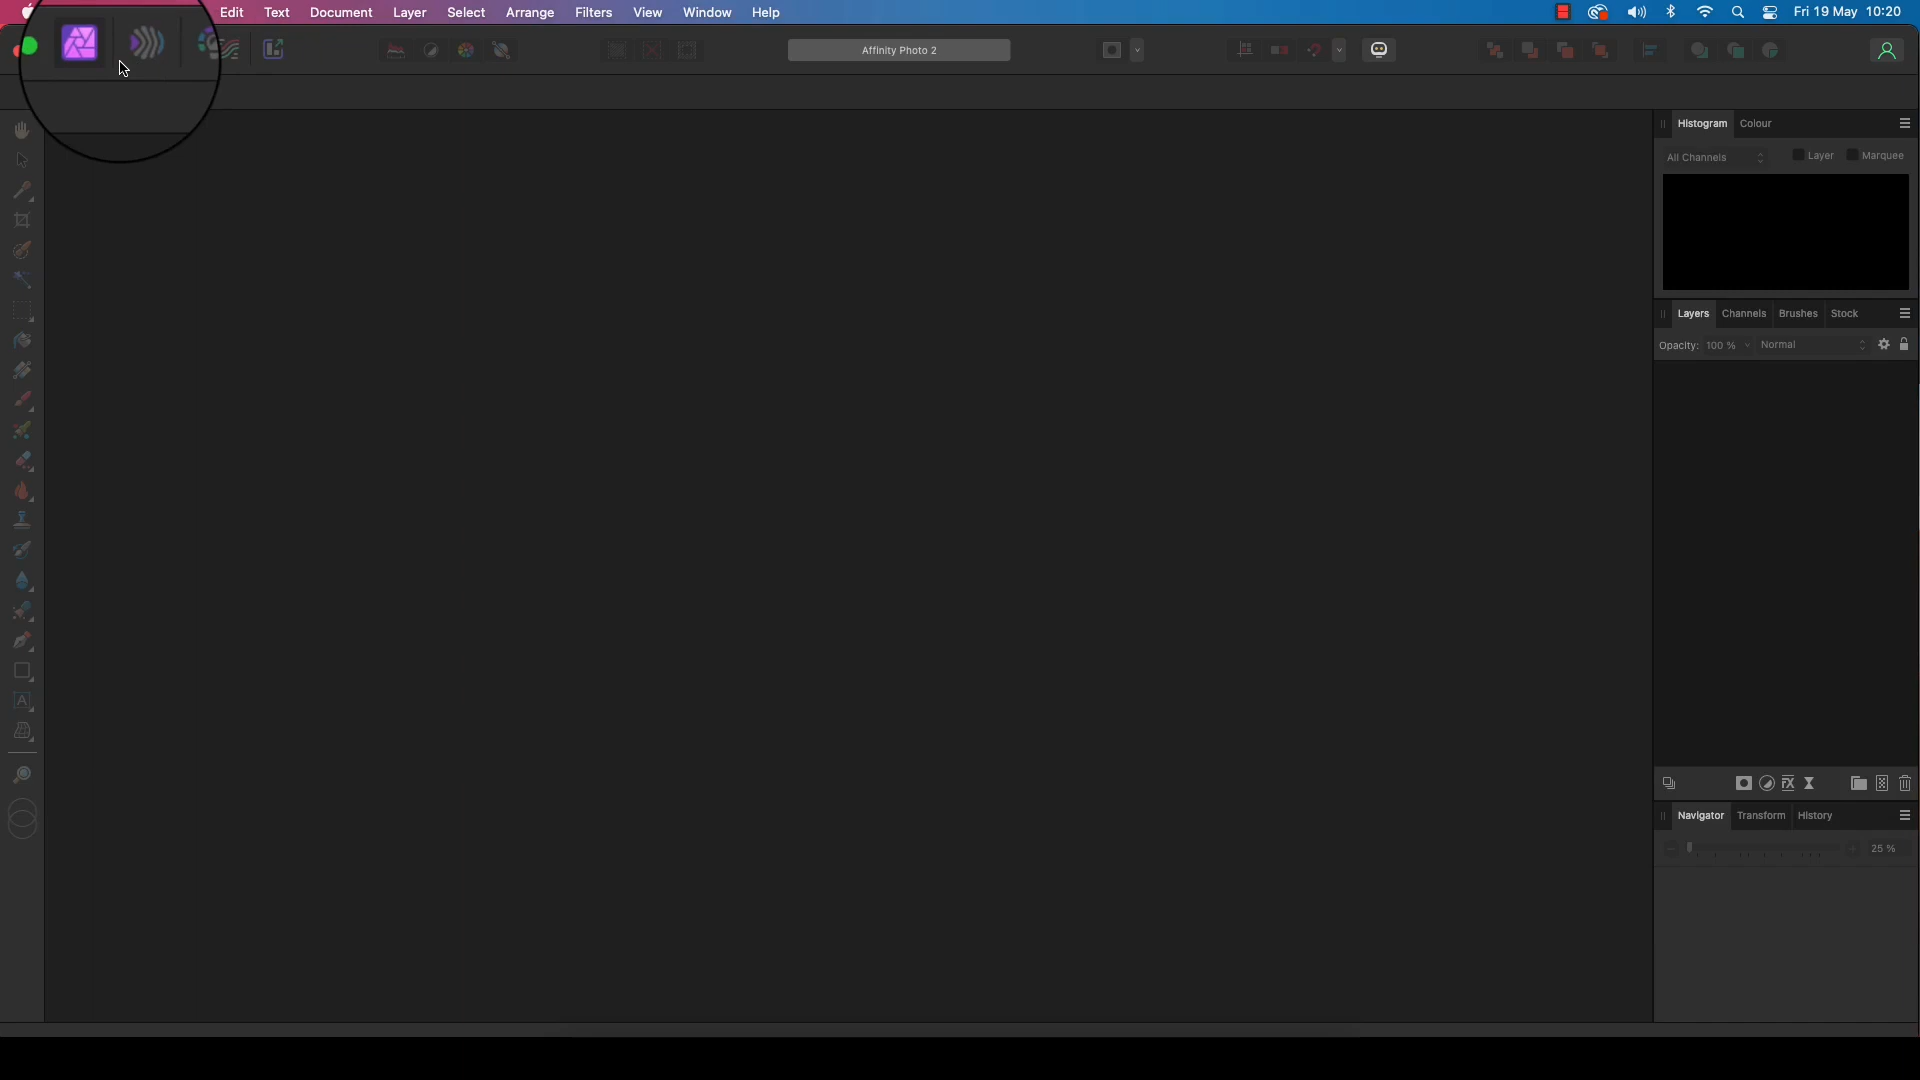 Edit Text Document Layer Select Arrange Filters View Window Help Fri 19 May 10:20
Affinity Photo 2
Histogram Colour
All Channels Layer Marquee
Layers Channels Brushes Stock
Opacity: 100 % Normal
Navigator Transform History
25 %